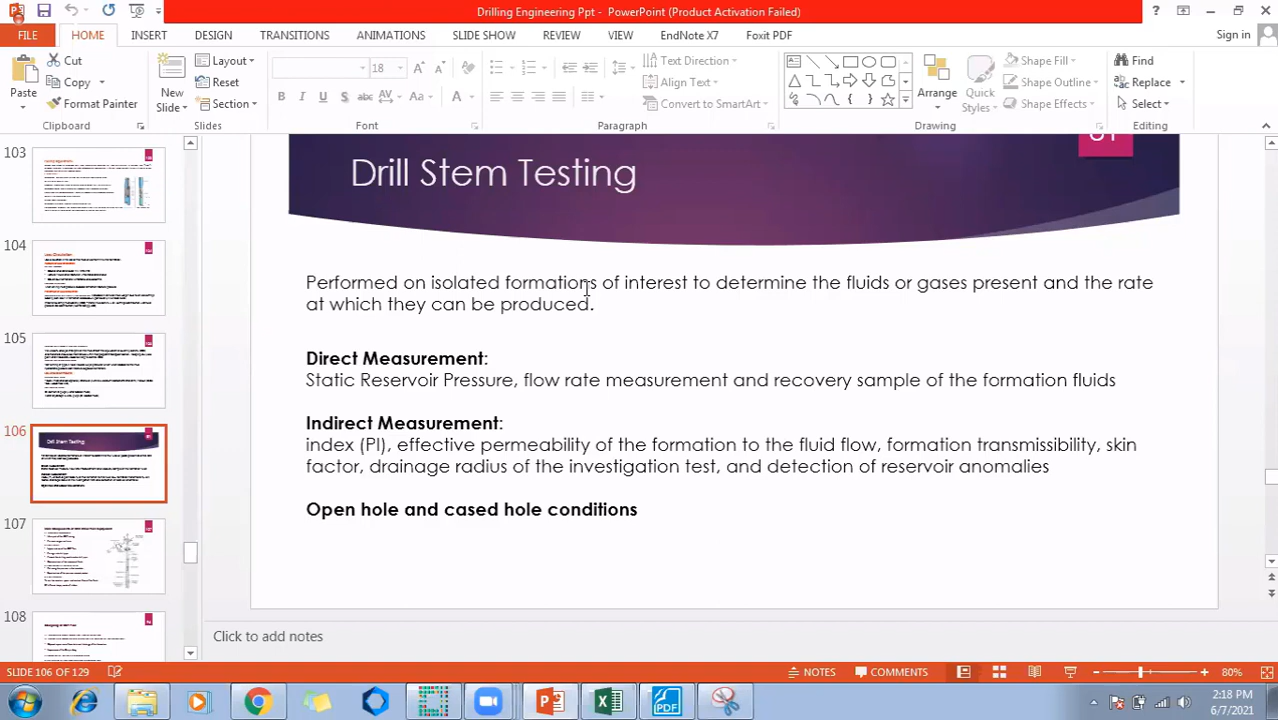 Drilling Engineering Ppt - PowerPoint (Product Activation Failed)
FILE HOME INSERT DESIGN TRANSITIONS ANIMATIONS SLIDE SHOW REVIEW VIEW EndNote X7 Foxit PDF Sign in
Paste
Cut
Copy
Format Painter
Clipboard
New
Slide
Layout
Reset
Section
Slides
18
Font
Text Direction
Align Text
Convert to SmartArt
Paragraph
Arrange
Quick
Styles
Shape Fill
Shape Outline
Shape Effects
Drawing
Find
Replace
Select
Editing
103
104
105
106
107
108
Drill Stem Testing
Performed on isolated formations of interest to determine the fluids or gases present and the rate
at which they can be produced.
Direct Measurement:
Static Reservoir Pressure, flow rate measurement and recovery sample of the formation fluids
Indirect Measurement:
index (PI), effective permeability of the formation to the fluid flow, formation transmissibility, skin
factor, drainage radius of the investigation test, and detection of reservoir anomalies
Open hole and cased hole conditions
Click to add notes
SLIDE 106 OF 129 NOTES COMMENTS 80%
2:18 PM
6/7/2021